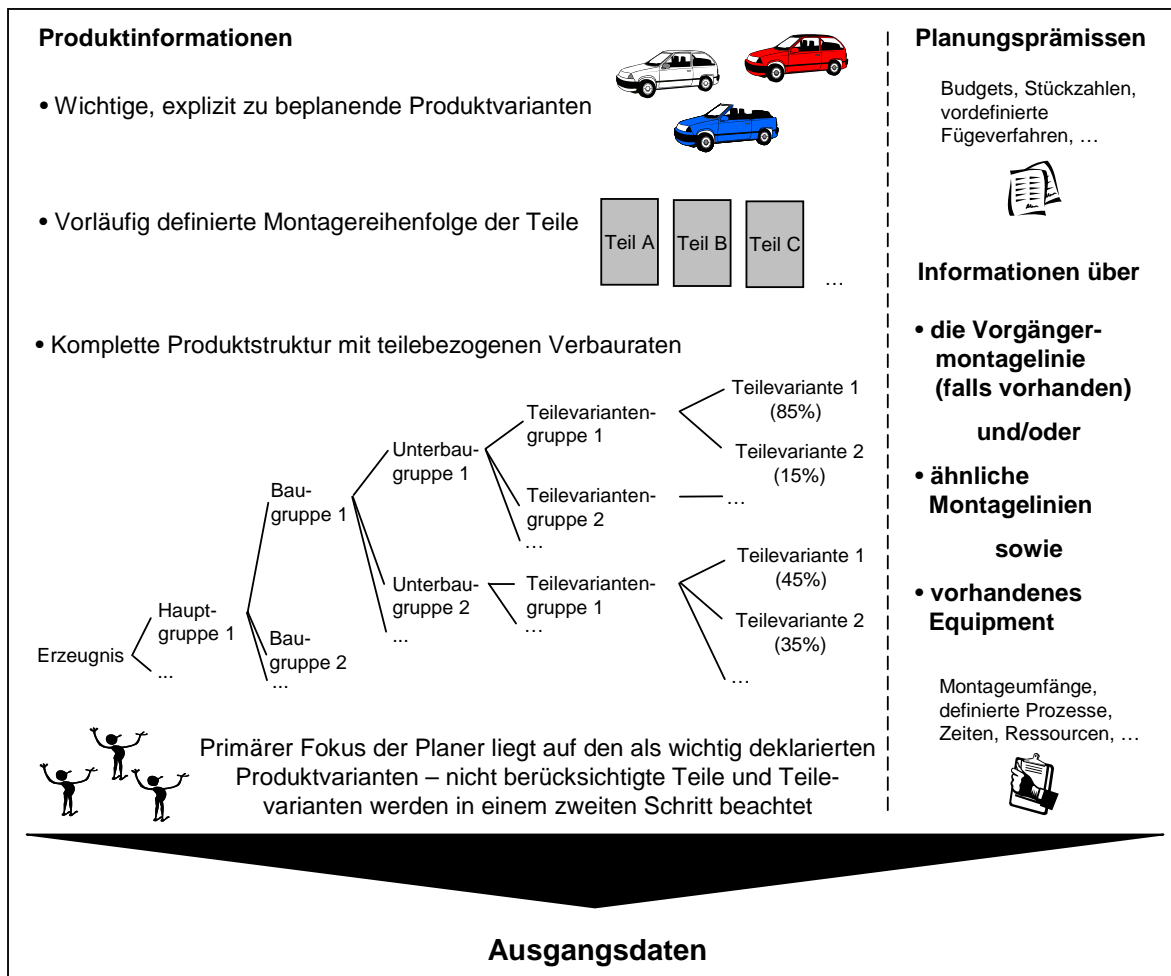 Produktinformationen
• Wichtige, explizit zu beplanende Produktvarianten
• Vorläufig definierte Montagereihenfolge der Teile
Teil A
Teil B
Teil C
…
• Komplette Produktstruktur mit teilebezogenen Verbauraten
Erzeugnis
Haupt-
gruppe 1
...
Bau-
gruppe 1
Bau-
gruppe 2
...
Unterbau-
gruppe 1
Unterbau-
gruppe 2
...
Teilevarianten-
gruppe 1
Teilevarianten-
gruppe 2
…
Teilevarianten-
gruppe 1
…
Teilevariante 1
(85%)
Teilevariante 2
(15%)
…
Teilevariante 1
(45%)
Teilevariante 2
(35%)
…
Primärer Fokus der Planer liegt auf den als wichtig deklarierten
Produktvarianten – nicht berücksichtigte Teile und Teile-
varianten werden in einem zweiten Schritt beachtet
Planungsprämissen
Budgets, Stückzahlen,
vordefinierte
Fügeverfahren, …
Informationen über
• die Vorgänger-
montagelinie
(falls vorhanden)
und/oder
• ähnliche
Montagelinien
sowie
• vorhandenes
Equipment
Montageumfänge,
definierte Prozesse,
Zeiten, Ressourcen, …
Ausgangsdaten